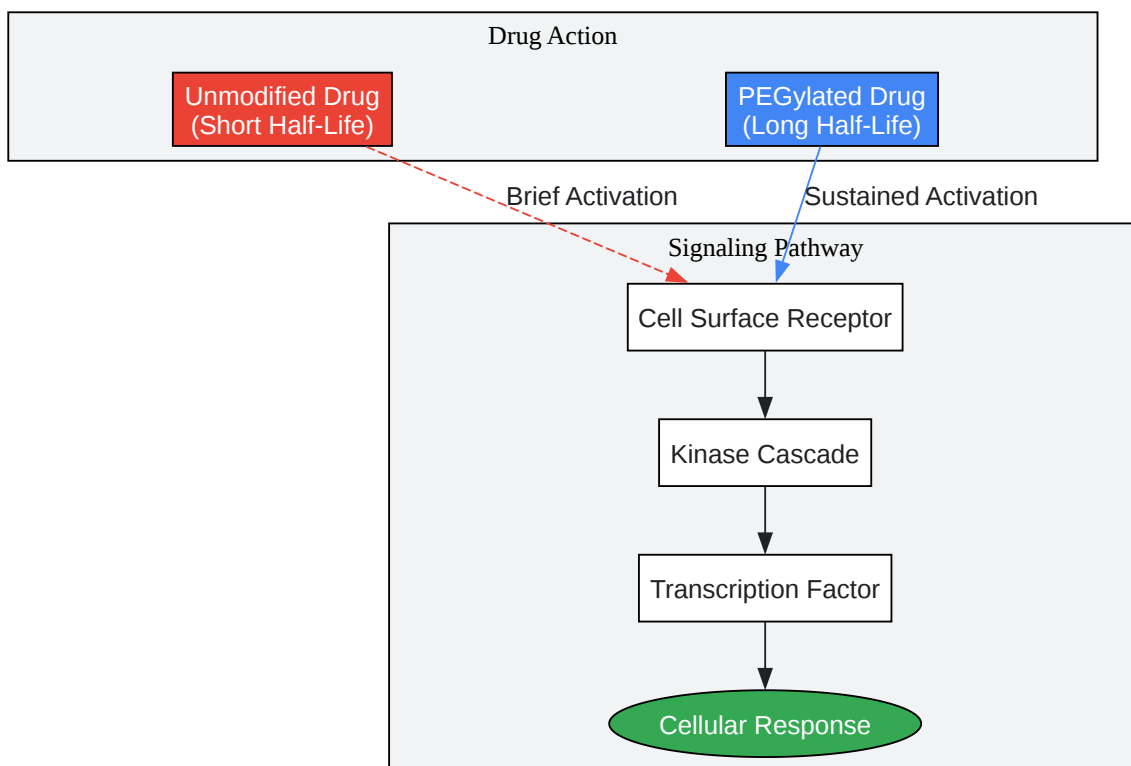 Drug Action
Unmodified Drug
(Short Half-Life)
PEGylated Drug
(Long Half-Life)
Brief Activation
Sustained Activation
Signaling Pathway
Cell Surface Receptor
Kinase Cascade
Transcription Factor
Cellular Response